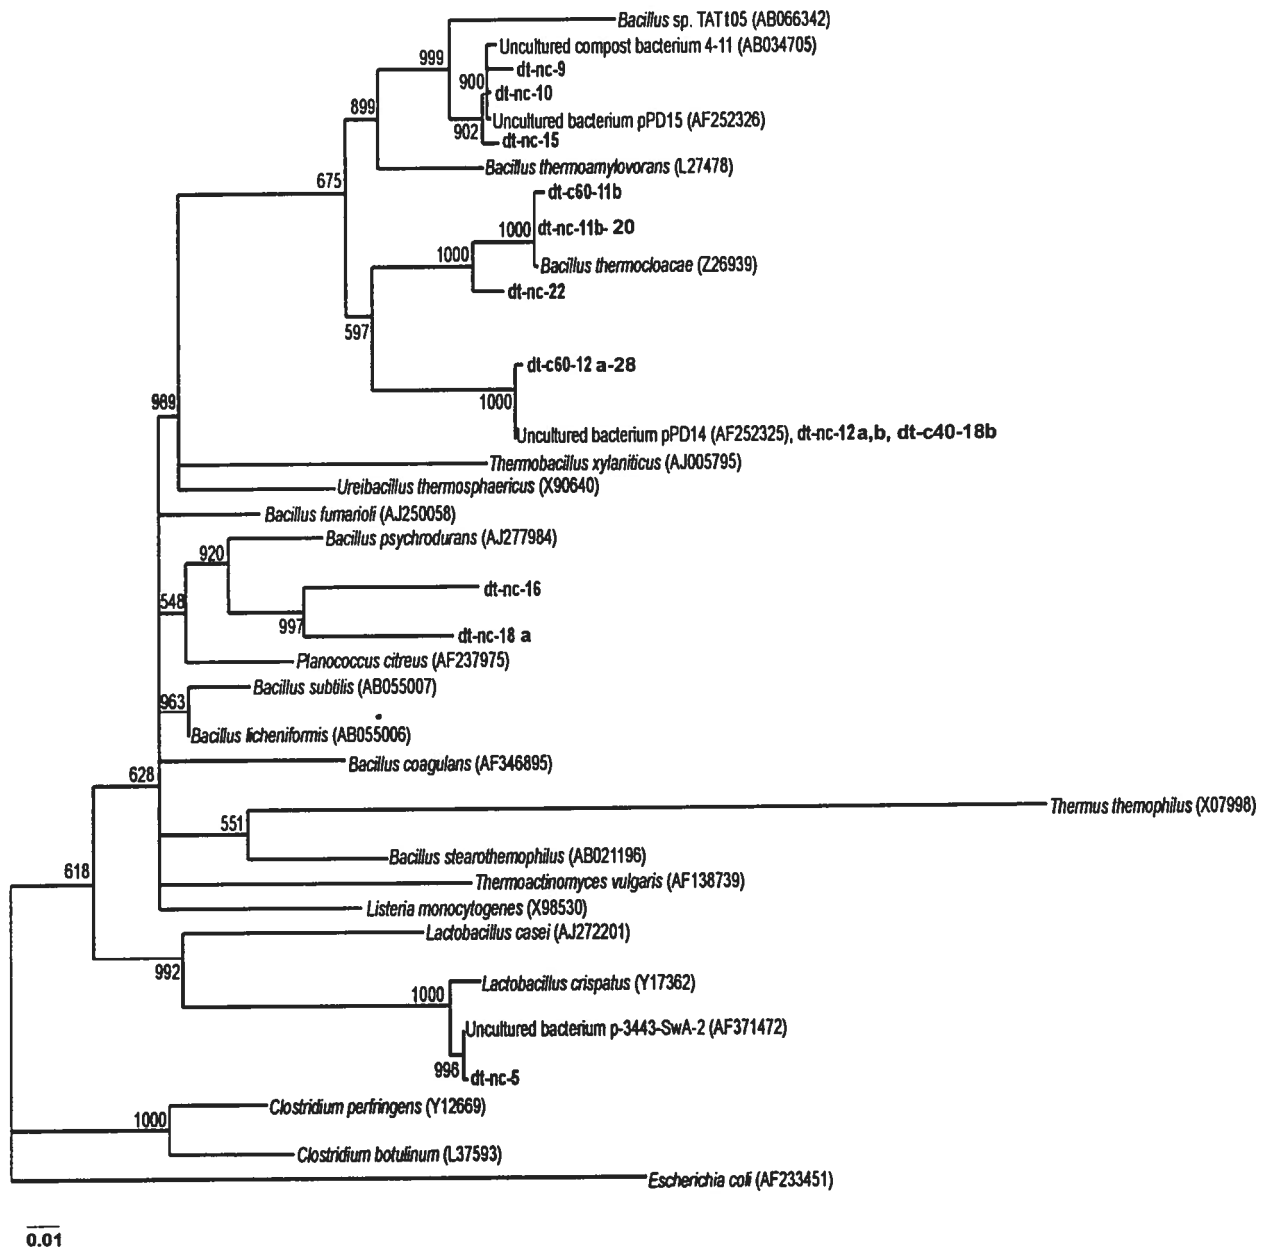 Bacillus sp. TAT105 (AB066342)
Uncultured compost bacterium 4-11 (AB034705)
999
dt-nc-9
900
dt-nc-10
899
Uncultured bacterium pPD15 (AF252326)
902
dt-nc-15
Bacillus thermoamylovorans (L27478)
675
dt-c60-11b
1000
dt-nc-11b- 20
1000
Bacillus thermocloacae (Z26939)
dt-nc-22
597
dt-c60-12 a-28
1000
989
Uncultured bacterium pPD14 (AF252325), dt-nc-12a,b, dt-c40-18b
Thermobacillus xylaniticus (AJ005795)
Ureibacillus thermosphaericus (X90640)
Bacillus fumarioli (AJ250058)
Bacillus psychrodurans (AJ277984)
920
dt-nc-16
548
997
dt-nc-18 a
Planococcus citreus (AF237975)
Bacillus subtilis (AB055007)
963
Bacillus licheniformis (AB055006)
Bacillus coagulans (AF346895)
628
Thermus themophilus (X07998)
551
Bacillus stearothemophilus (AB021196)
618
Thermoactinomyces vulgaris (AF138739)
Listeria monocytogenes (X98530)
Lactobacillus casei (AJ272201)
992
Lactobacillus crispatus (Y17362)
1000
Uncultured bacterium p-3443-SwA-2 (AF371472)
998
dt-nc-5
Clostridium perfringens (Y12669)
1000
Clostridium botulinum (L37593)
Escherichia coli (AF233451)
0.01